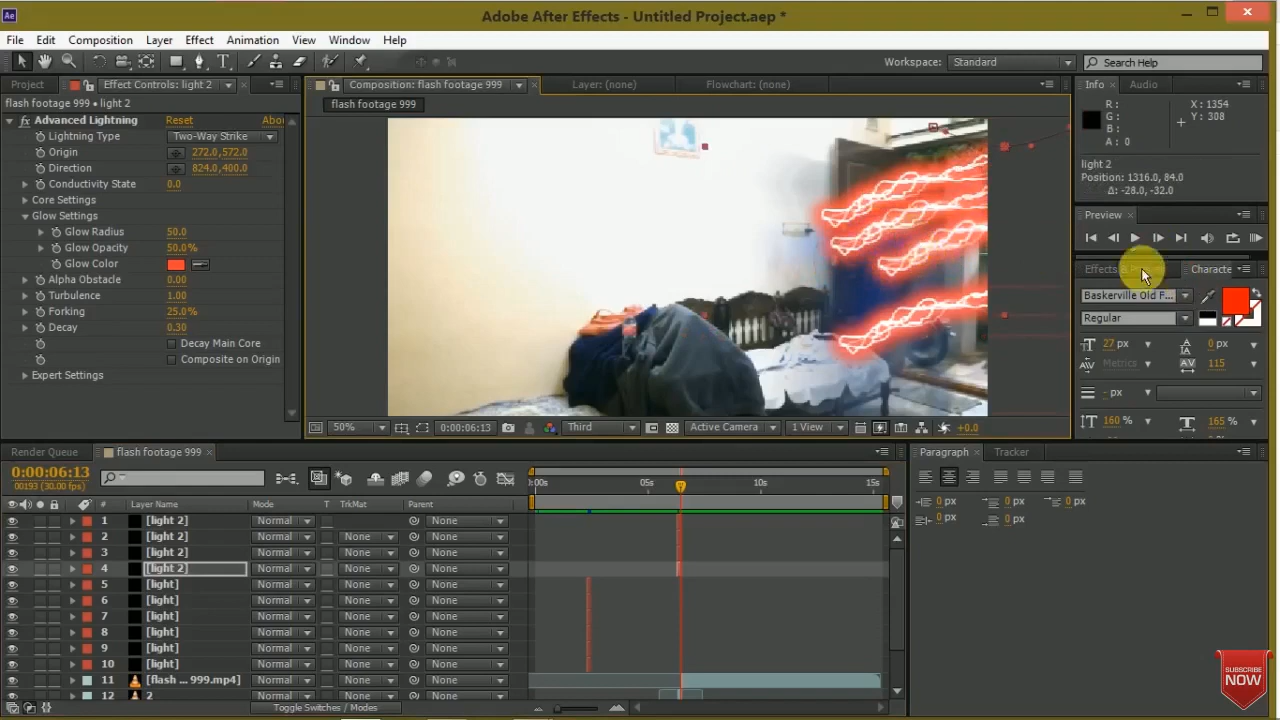 Ae
Adobe After Effects - Untitled Project.aep *
File Edit Composition Layer Effect Animation View Window Help
Workspace: Standard Search Help
Project Effect Controls: light 2
Composition: flash footage 999 Layer: (none) Flowchart: (none)
Info Audio
flash footage 999 • light 2
flash footage 999
fx Advanced Lightning Reset Abou
Lightning Type Two-Way Strike
Origin 272.0,572.0
Direction 824.0,400.0
Conductivity State 0.0
Core Settings
Glow Settings
Glow Radius 50.0
Glow Opacity 50.0%
Glow Color
Alpha Obstacle 0.00
Turbulence 1.00
Forking 25.0%
Decay 0.30
Decay Main Core
Composite on Origin
Expert Settings
R :
G :
B :
A : 0
X : 1354
Y : 308
light 2
Position: 1316.0, 84.0
Δ: -28.0, -32.0
Preview
Effects & Characte
Baskerville Old F...
Regular
T 27 px 0 px
Metrics 115
- px
160 % 165 %
50% 0:00:06:13 Third Active Camera 1 View +0.0
Render Queue flash footage 999
0:00:06:13
00193 (30.00 fps)
:00s 05s 10s 15s
# Layer Name Mode T TrkMat Parent
1 [light 2] Normal None
2 [light 2] Normal None None
3 [light 2] Normal None None
4 [light 2] Normal None None
5 [light] Normal None None
6 [light] Normal None None
7 [light] Normal None None
8 [light] Normal None None
9 [light] Normal None None
10 [light] Normal None None
11 [flash ... 999.mp4] Normal None None
12 2 Normal None None
Toggle Switches / Modes
Paragraph Tracker
0 px 0 px 0 px
0 px 0 px
SUBSCRIBE
NOW